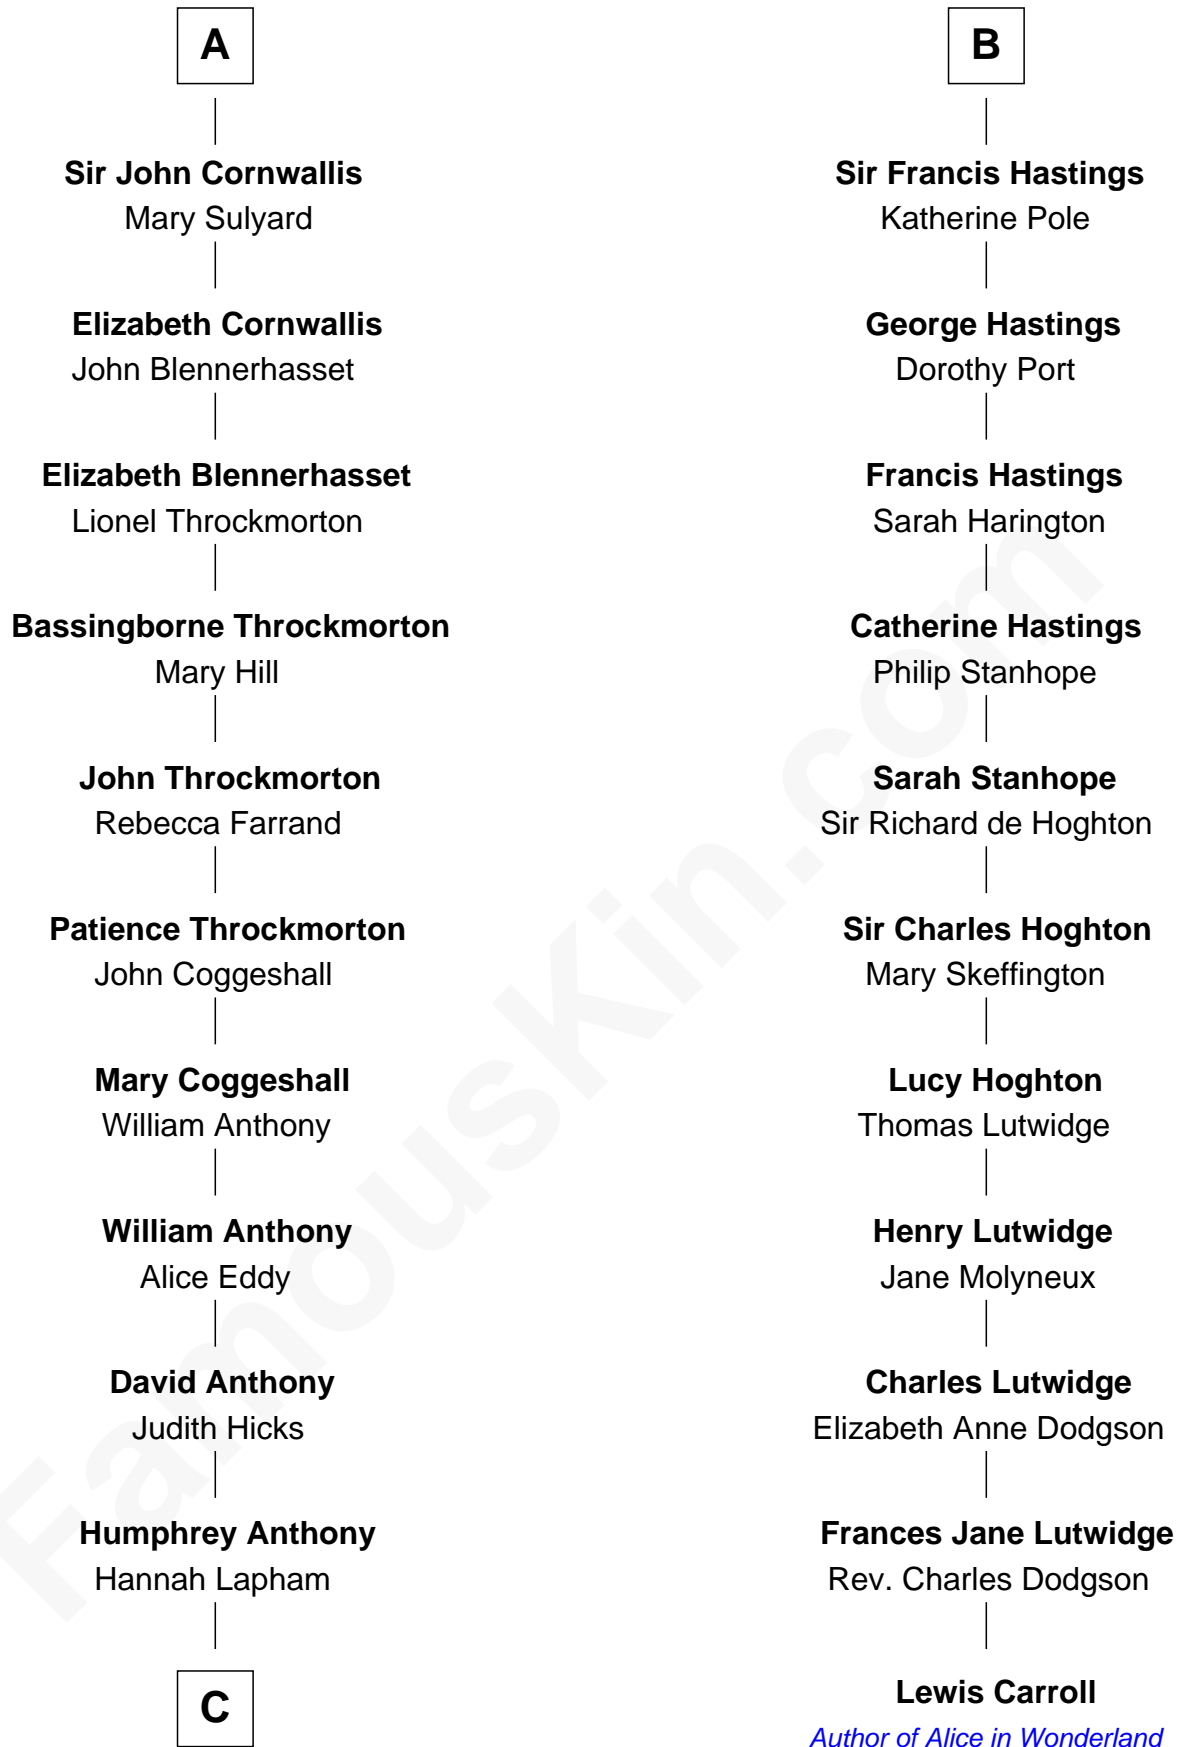 A
Sir John Cornwallis
Mary Sulyard
Elizabeth Cornwallis
John Blennerhasset
Elizabeth Blennerhasset
Lionel Throckmorton
Bassingborne Throckmorton
Mary Hill
John Throckmorton
Rebecca Farrand
Patience Throckmorton
John Coggeshall
Mary Coggeshall
William Anthony
William Anthony
Alice Eddy
David Anthony
Judith Hicks
Humphrey Anthony
Hannah Lapham
C
B
Sir Francis Hastings
Katherine Pole
George Hastings
Dorothy Port
Francis Hastings
Sarah Harington
Catherine Hastings
Philip Stanhope
Sarah Stanhope
Sir Richard de Hoghton
Sir Charles Hoghton
Mary Skeffington
Lucy Hoghton
Thomas Lutwidge
Henry Lutwidge
Jane Molyneux
Charles Lutwidge
Elizabeth Anne Dodgson
Frances Jane Lutwidge
Rev. Charles Dodgson
Lewis Carroll
Author of Alice in Wonderland
FamousKin.com